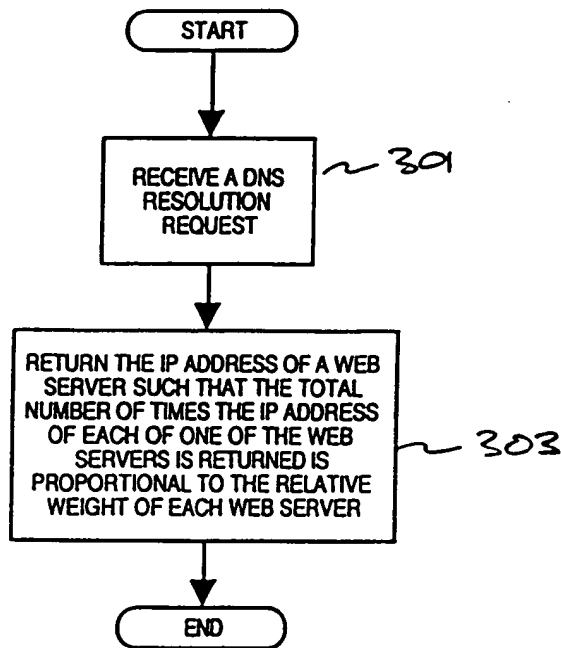 START
RECEIVE A DNS
RESOLUTION
REQUEST
301
RETURN THE IP ADDRESS OF A WEB
SERVER SUCH THAT THE TOTAL
NUMBER OF TIMES THE IP ADDRESS
OF EACH OF ONE OF THE WEB
SERVERS IS RETURNED IS
PROPORTIONAL TO THE RELATIVE
WEIGHT OF EACH WEB SERVER
303
END